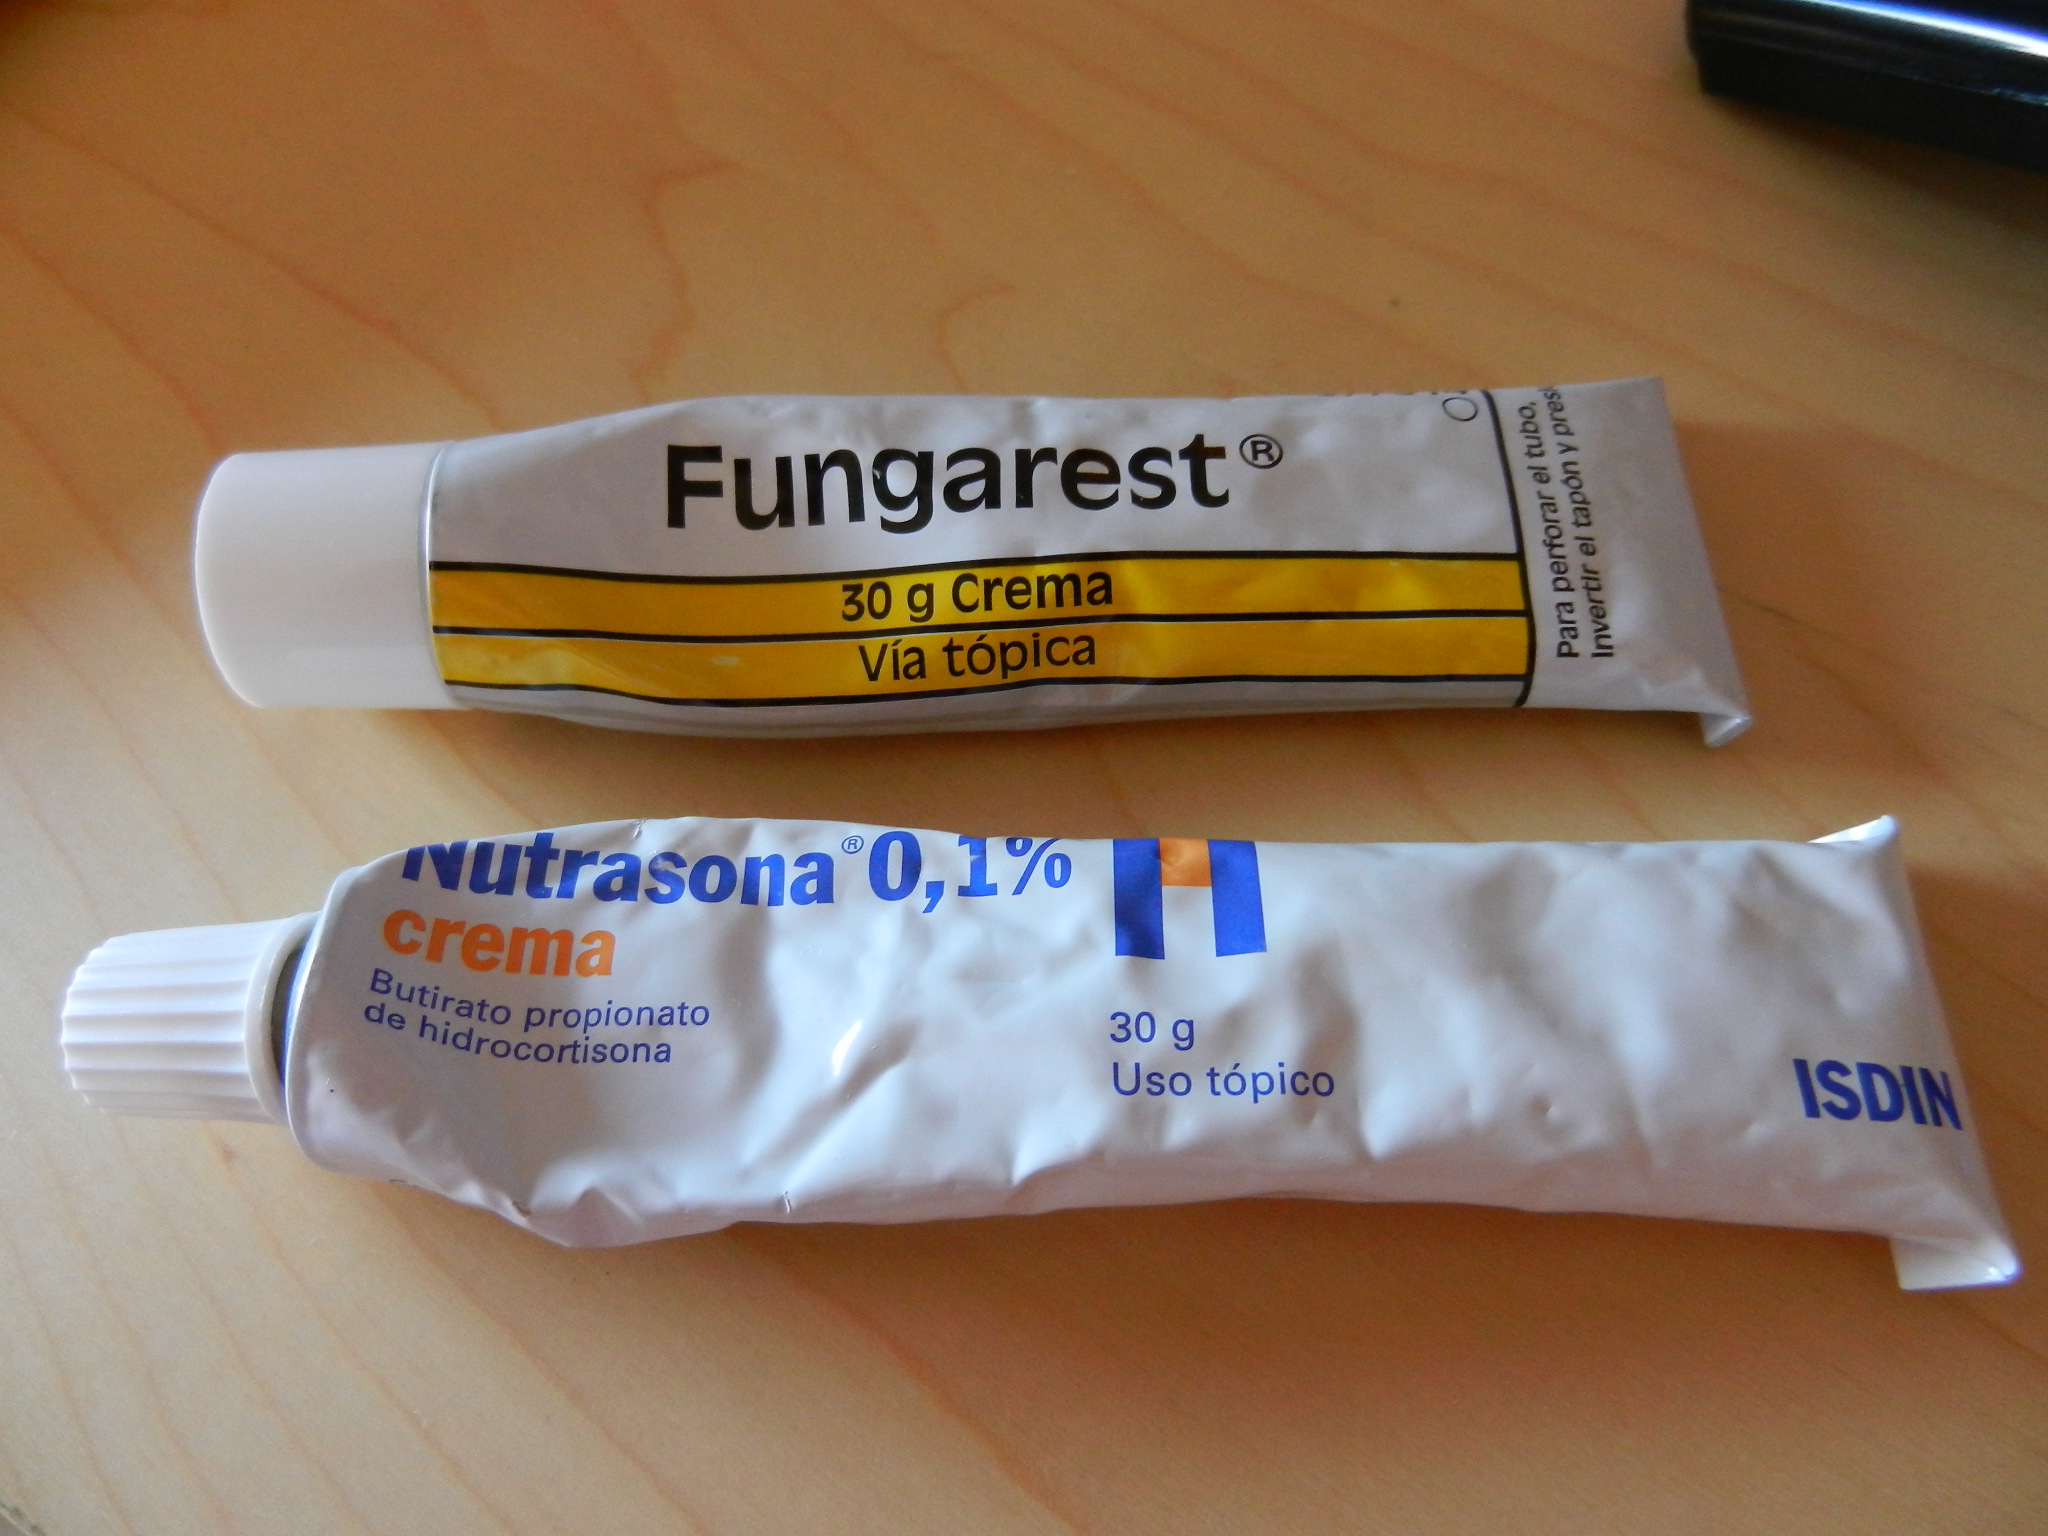 Fungarest®
30 g Crema
Vía tópica
Para perforar el tubo,
Invertir el tapón y
Nutrasona® 0,1%
crema
Butirato propionato
de hidrocortisona
H
30 g
Uso tópico
ISDIN